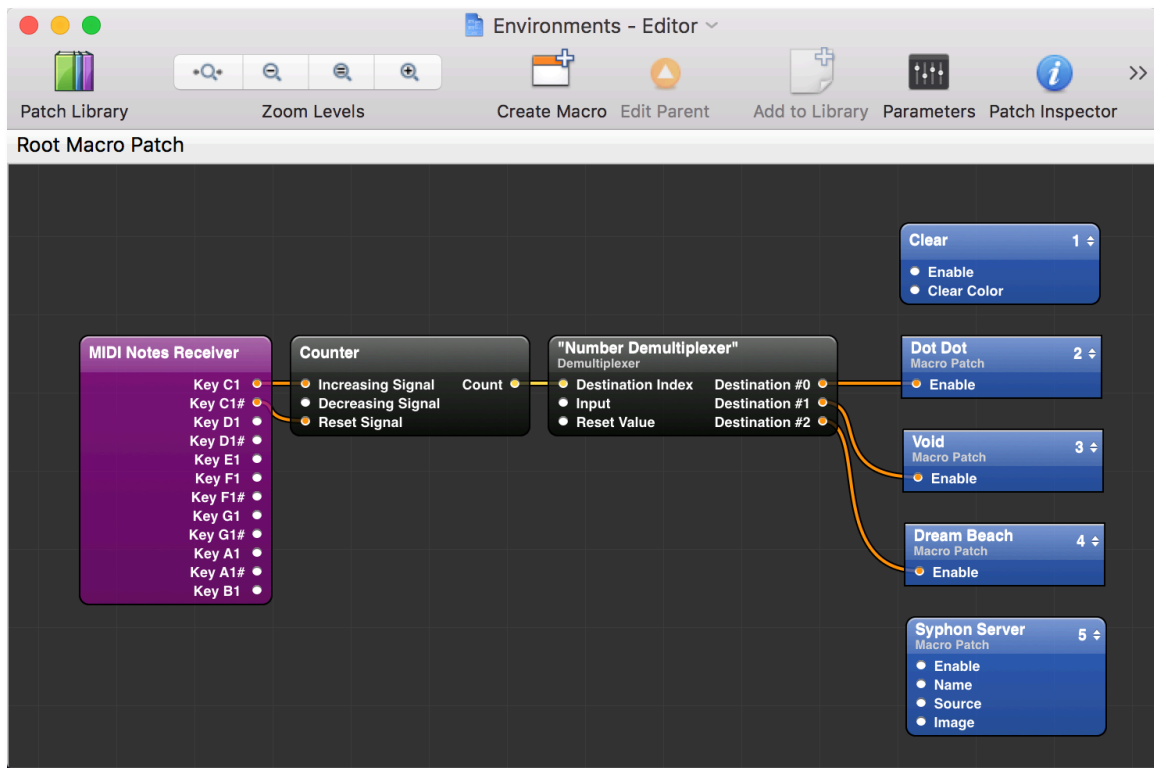 Environments - Editor
Patch Library
Zoom Levels
Create Macro
Edit Parent
Add to Library
Parameters
Patch Inspector
Root Macro Patch
MIDI Notes Receiver
Key C1
Key C1#
Key D1
Key D1#
Key E1
Key F1
Key F1#
Key G1
Key G1#
Key A1
Key A1#
Key B1
Counter
Increasing Signal Count
Decreasing Signal
Reset Signal
"Number Demultiplexer"
Demultiplexer
Destination Index Destination #0
Input Destination #1
Reset Value Destination #2
Clear 1
Enable
Clear Color
Dot Dot 2
Macro Patch
Enable
Void 3
Macro Patch
Enable
Dream Beach 4
Macro Patch
Enable
Syphon Server 5
Macro Patch
Enable
Name
Source
Image